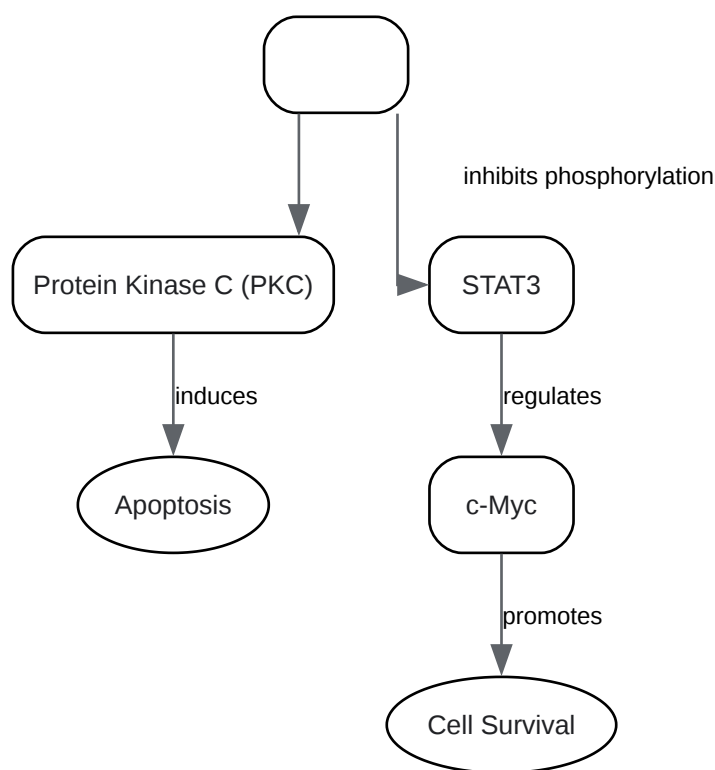 inhibits phosphorylation
Protein Kinase C (PKC)
STAT3
induces
regulates
Apoptosis
c-Myc
promotes
Cell Survival